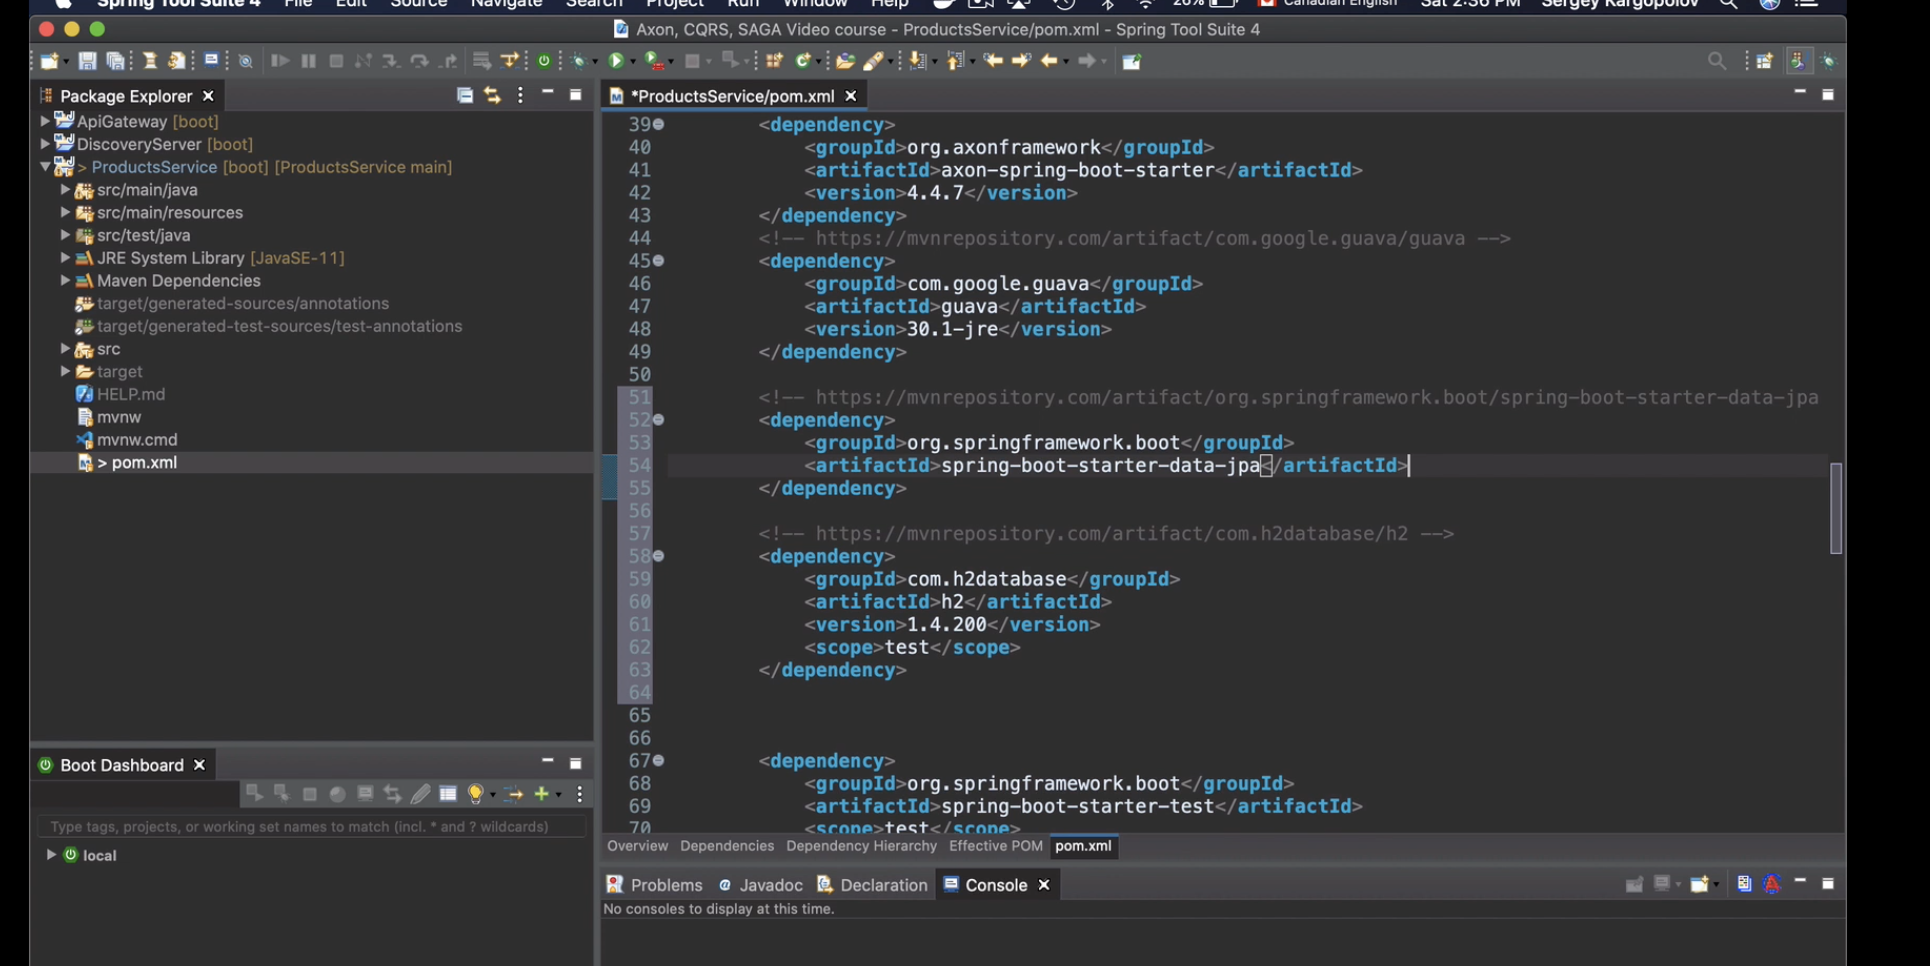 Spring Tool Suite 4 File Edit Source Navigate Search Project Run Window Help 26% Canadian English Sat 2:36 PM Sergey Kargopolov
Axon, CQRS, SAGA Video course - ProductsService/pom.xml - Spring Tool Suite 4
Package Explorer
ApiGateway [boot]
DiscoveryServer [boot]
> ProductsService [boot] [ProductsService main]
src/main/java
src/main/resources
src/test/java
JRE System Library [JavaSE-11]
Maven Dependencies
target/generated-sources/annotations
target/generated-test-sources/test-annotations
src
target
HELP.md
mvnw
mvnw.cmd
> pom.xml
Boot Dashboard
Type tags, projects, or working set names to match (incl. * and ? wildcards)
local
*ProductsService/pom.xml
39 <dependency>
40 <groupId>org.axonframework</groupId>
41 <artifactId>axon-spring-boot-starter</artifactId>
42 <version>4.4.7</version>
43 </dependency>
44 <!-- https://mvnrepository.com/artifact/com.google.guava/guava -->
45 <dependency>
46 <groupId>com.google.guava</groupId>
47 <artifactId>guava</artifactId>
48 <version>30.1-jre</version>
49 </dependency>
50
51 <!-- https://mvnrepository.com/artifact/org.springframework.boot/spring-boot-starter-data-jpa
52 <dependency>
53 <groupId>org.springframework.boot</groupId>
54 <artifactId>spring-boot-starter-data-jpa</artifactId>
55 </dependency>
56
57 <!-- https://mvnrepository.com/artifact/com.h2database/h2 -->
58 <dependency>
59 <groupId>com.h2database</groupId>
60 <artifactId>h2</artifactId>
61 <version>1.4.200</version>
62 <scope>test</scope>
63 </dependency>
64
65
66
67 <dependency>
68 <groupId>org.springframework.boot</groupId>
69 <artifactId>spring-boot-starter-test</artifactId>
70 <scope>test</scope>
Overview Dependencies Dependency Hierarchy Effective POM pom.xml
Problems @ Javadoc Declaration Console
No consoles to display at this time.